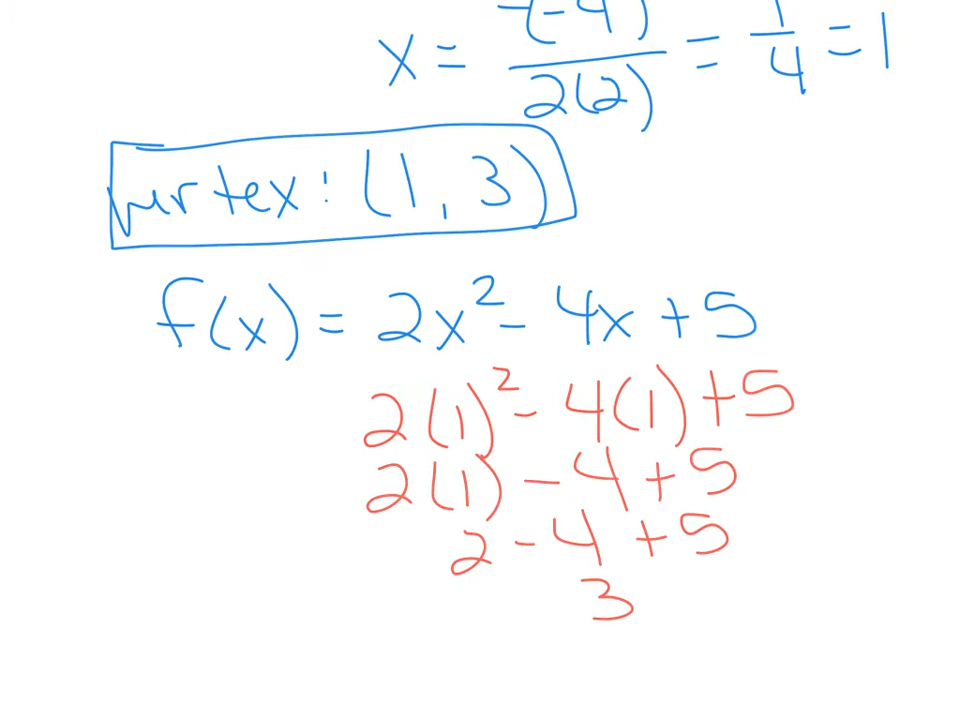 x = -(-4)/2(2) = 4/4 = 1
vertex: (1, 3)
f(x) = 2x² - 4x + 5
2(1)² - 4(1) + 5
2(1) - 4 + 5
2 - 4 + 5
3